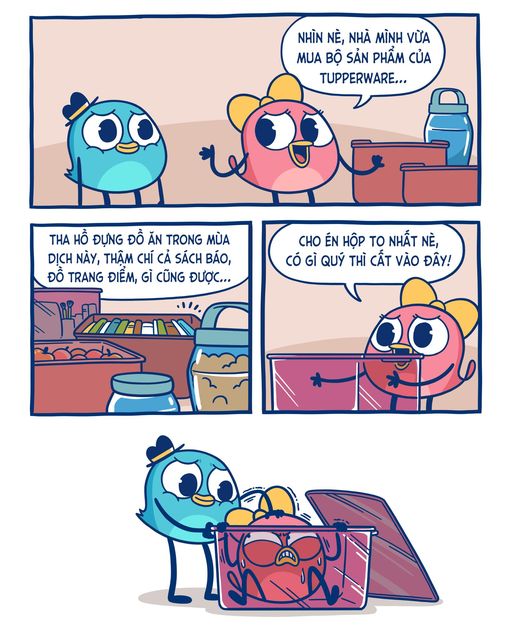 NHÌN NÈ, NHÀ MÌNH VỪA
MUA BỘ SẢN PHẨM CỦA
TUPPERWARE...
THA HỒ ĐỰNG ĐỒ ĂN TRONG MÙA
DỊCH NÀY, THẬM CHÍ CẢ SÁCH BÁO,
ĐỒ TRANG ĐIỂM, GÌ CŨNG ĐƯỢC...
CHO ÉN HỘP TO NHẤT NÈ,
CÓ GÌ QUÝ THÌ CẤT VÀO ĐÂY!